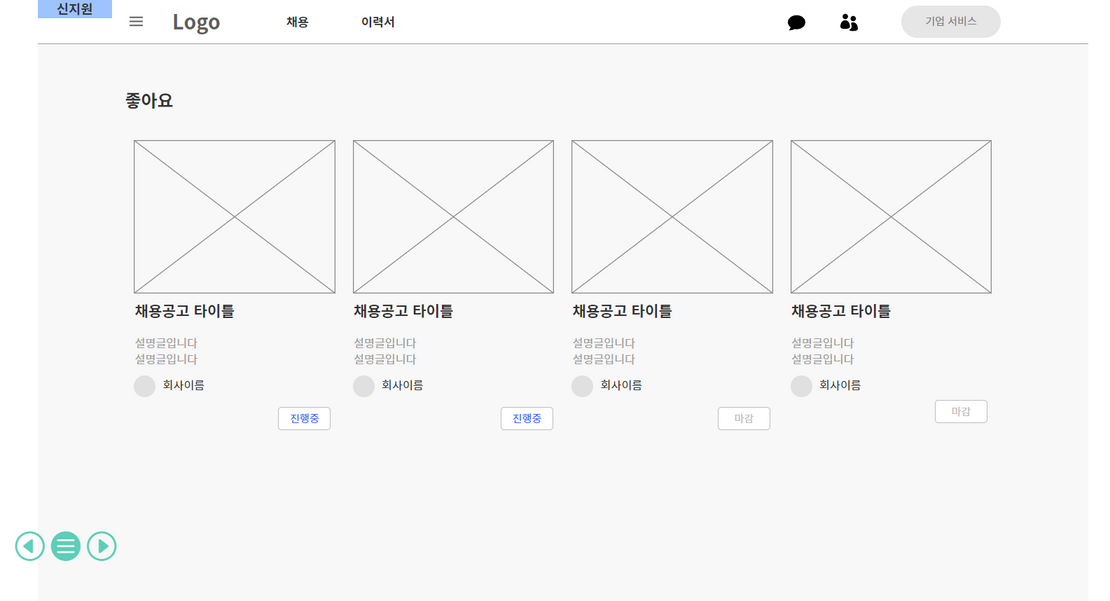 신지원
Logo
채용
이력서
기업 서비스
좋아요
채용공고 타이틀
설명글입니다
설명글입니다
회사이름
진행중
채용공고 타이틀
설명글입니다
설명글입니다
회사이름
진행중
채용공고 타이틀
설명글입니다
설명글입니다
회사이름
마감
채용공고 타이틀
설명글입니다
설명글입니다
회사이름
마감